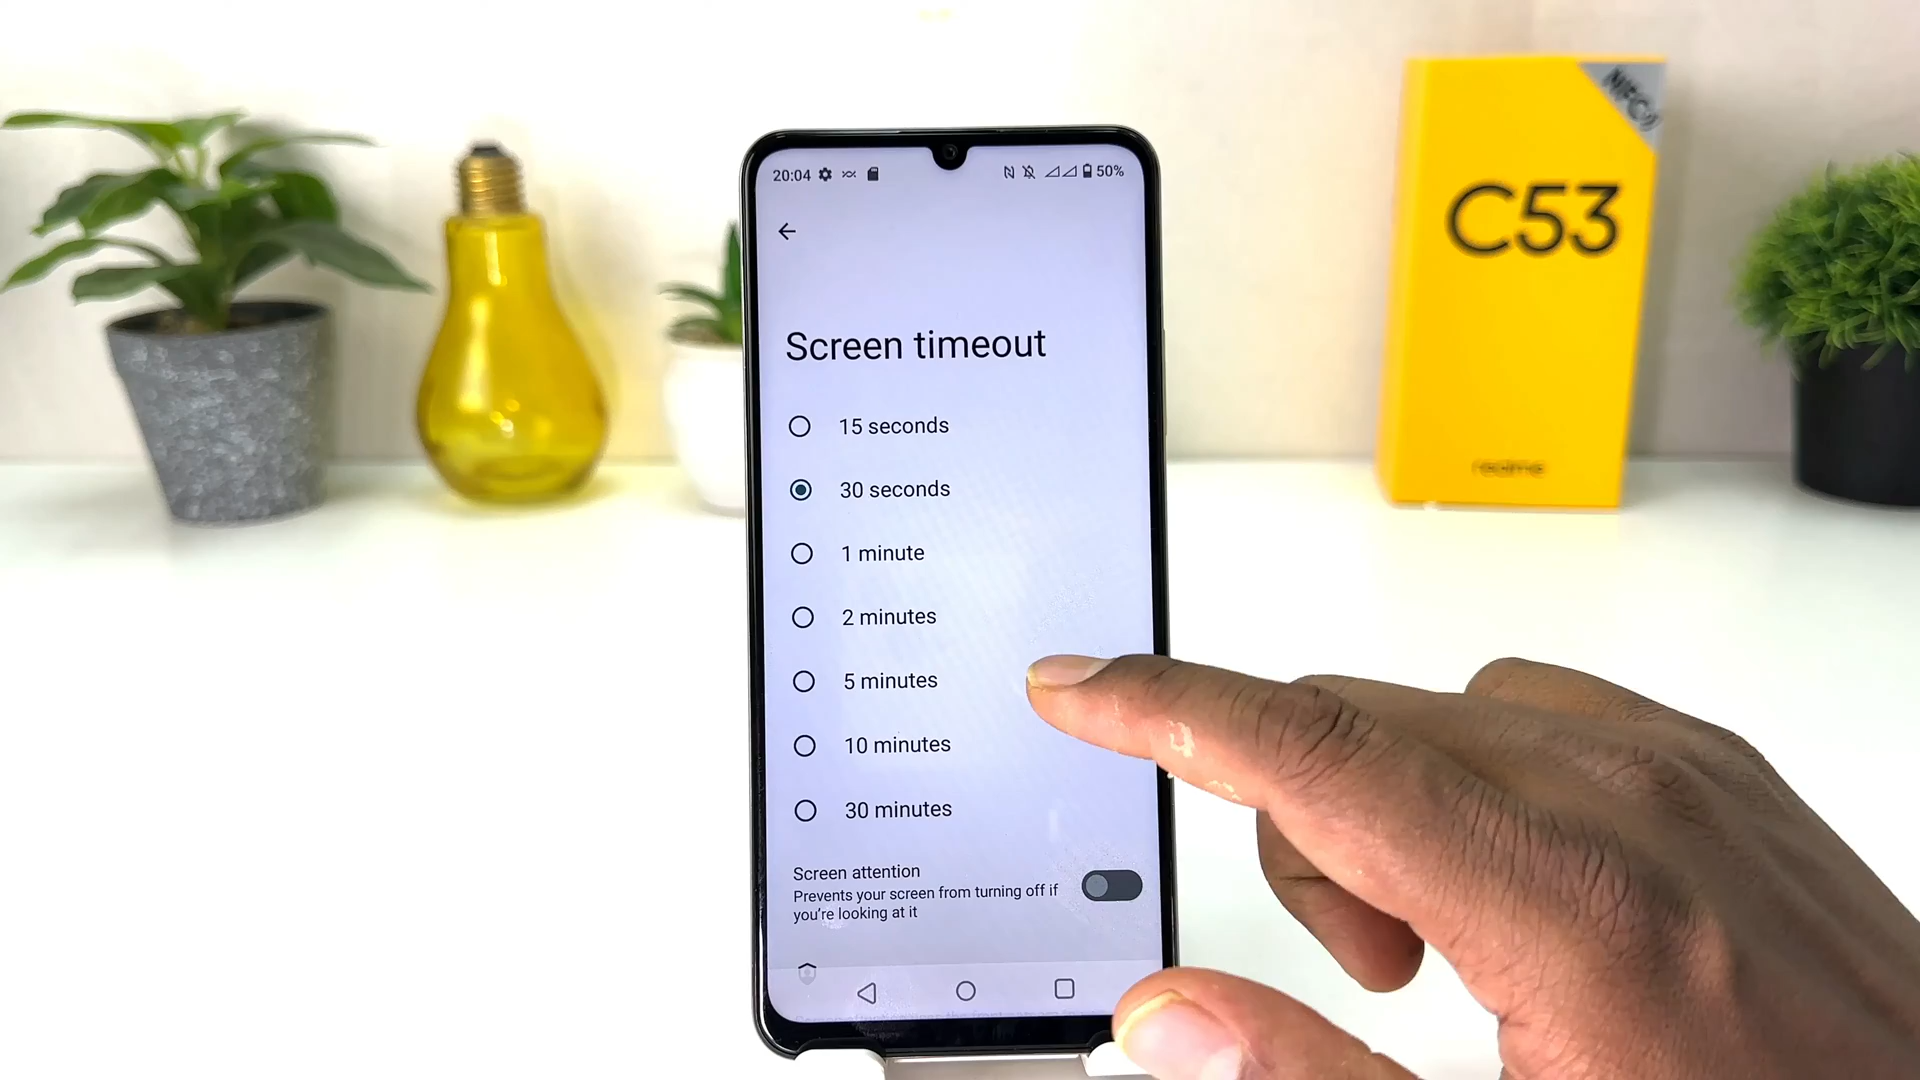 20:04
50%
Screen timeout
15 seconds
30 seconds
1 minute
2 minutes
5 minutes
10 minutes
30 minutes
Screen attention
Prevents your screen from turning off if
you're looking at it
NFC
C53
realme